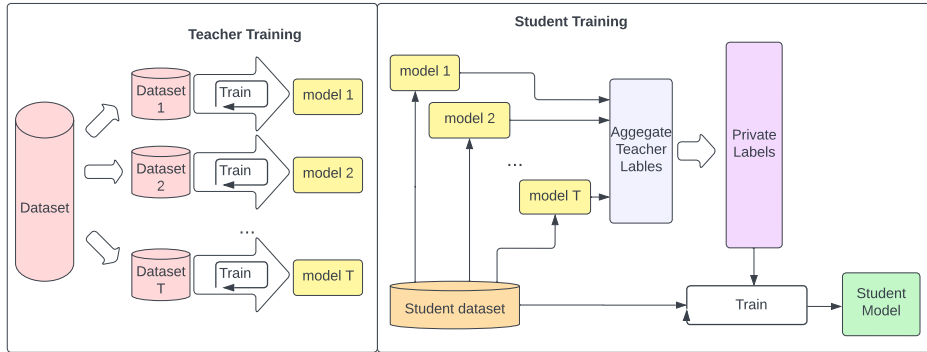 Teacher Training
Dataset
Dataset
1
Train
model 1
Dataset
2
Train
model 2
...
Dataset
T
Train
model T
Student Training
model 1
model 2
...
model T
Aggegate
Teacher
Lables
Private
Labels
Student dataset
Train
Student
Model